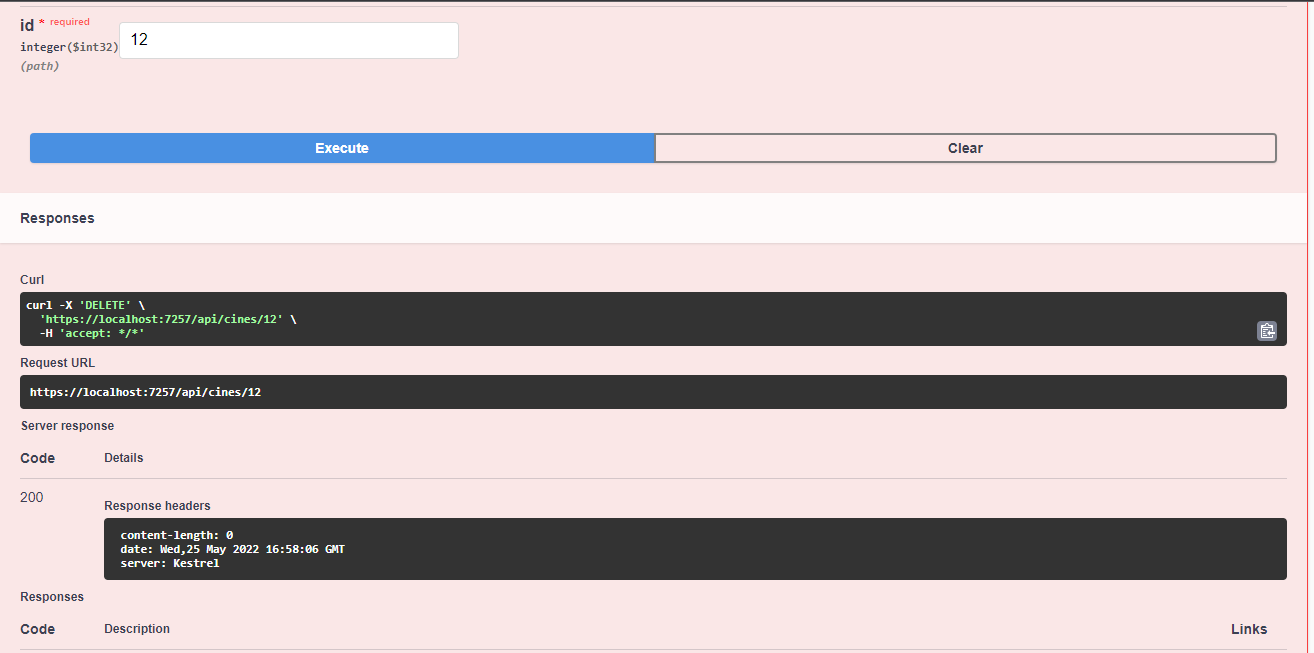 id * required
integer($int32)
(path)
12
Execute
Clear
Responses
Curl
curl -X 'DELETE' \
'https://localhost:7257/api/cines/12' \
-H 'accept: */*'
Request URL
https://localhost:7257/api/cines/12
Server response
Code Details
200
Response headers
content-length: 0
date: Wed,25 May 2022 16:58:06 GMT
server: Kestrel
Responses
Code Description Links